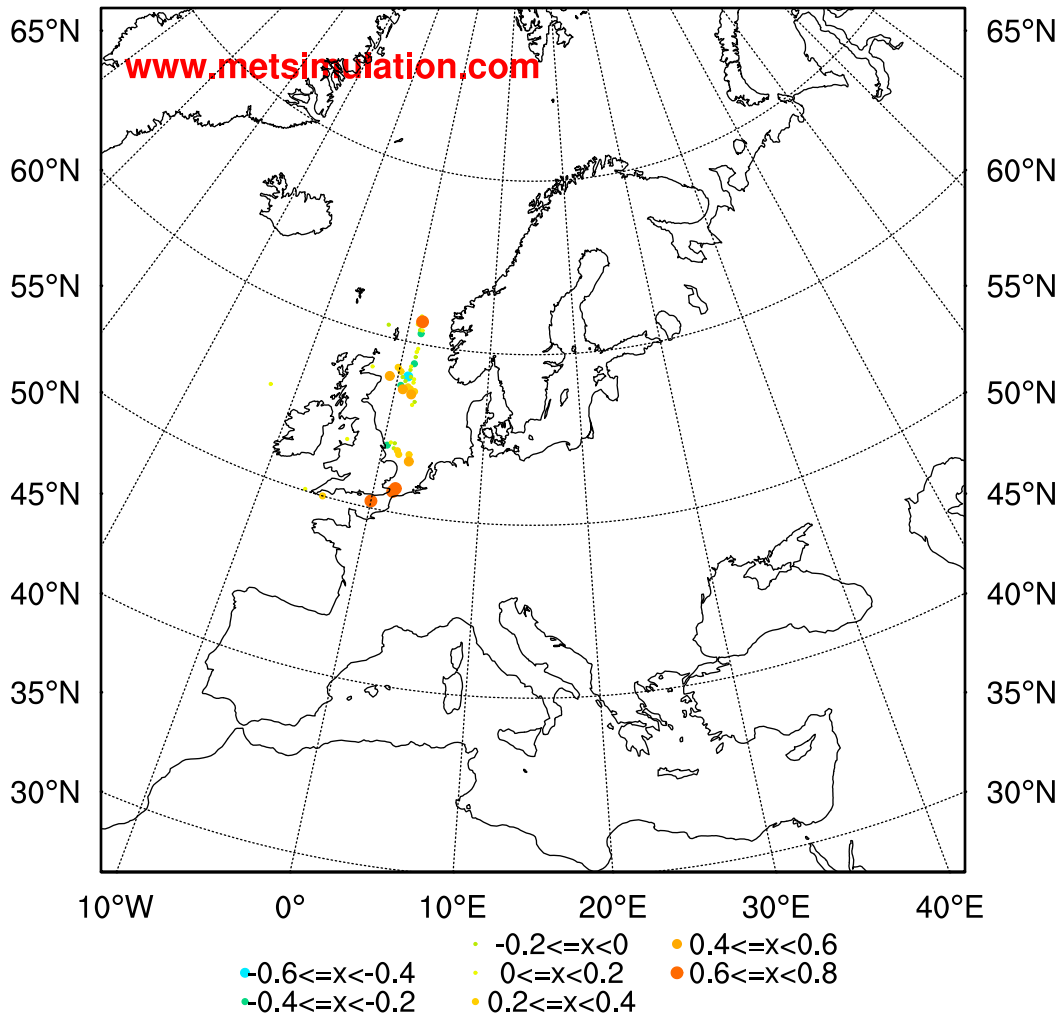 65°N 65°N
www.metsimulation.com
60°N 60°N
55°N 55°N
50°N 50°N
45°N 45°N
40°N 40°N
35°N 35°N
30°N 30°N
10°W 0° 10°E 20°E 30°E 40°E
-0.2<=x<0 0.4<=x<0.6
-0.6<=x<-0.4 0<=x<0.2 0.6<=x<0.8
-0.4<=x<-0.2 0.2<=x<0.4